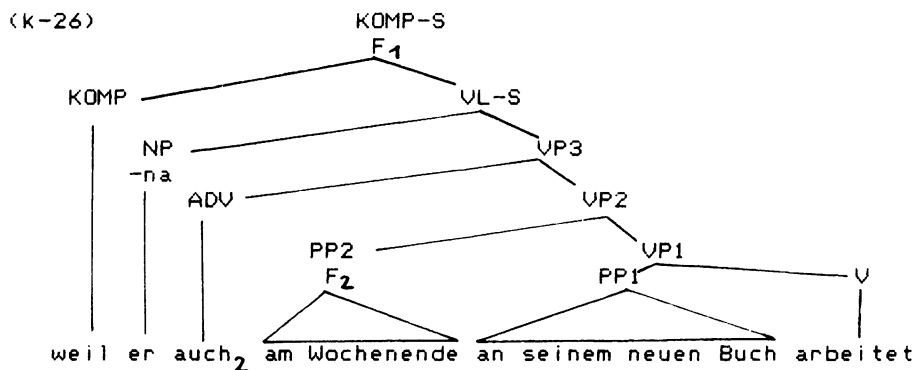 (k-26) KOMP-S
F₁
KOMP VL-S
NP VP3
-na
ADV VP2
PP2 VP1
F₂ PP1 V
weil er auch₂ am Wochenende an seinem neuen Buch arbeitet